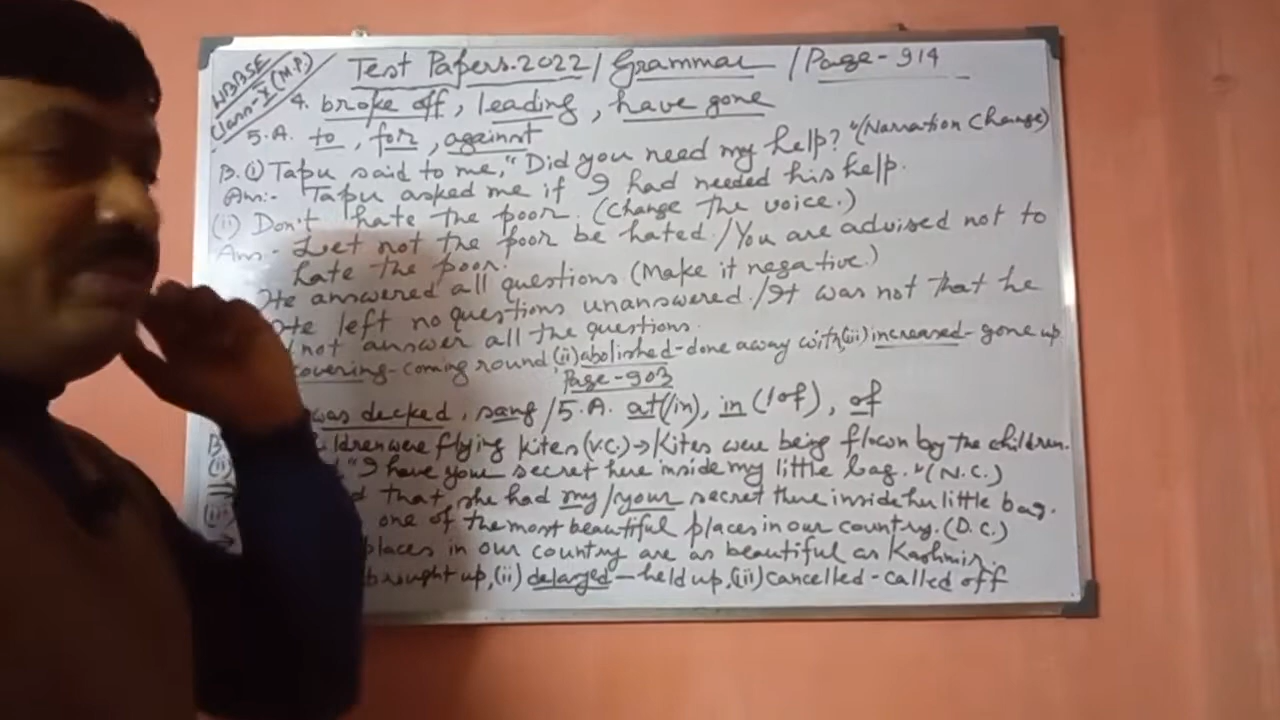 WBBSE
Class-X (M.P.)
Test Papers.2022/Grammar/Page-914
4. broke off, leading, have gone
5.A. to, for, against
B.(i) Tapu said to me, "Did you need my help?" (Narration Change)
Ans:- Tapu asked me if I had needed his help.
(ii) Don't hate the poor. (Change the voice.)
Ans- Let not the poor be hated./You are advised not to
hate the poor.
He answered all questions (Make it negative.)
He left no questions unanswered./It was not that he
not answer all the questions.
covering-coming round,(ii) abolished-done away with,(iii) increased-gone up
Page-903
was decked, sang/5.A. at(/in), in (/of), of
ldren were flying kites (v.c.)→Kites were being flown by the children.
(ii) "I have your secret here inside my little bag." (N.C.)
d that she had my/your secret there inside her little bag.
(iii) one of the most beautiful places in our country. (D.C.)
→ places in our country are as beautiful as Kashmir.
brought up,(ii) delayed-held up,(iii) cancelled-called off